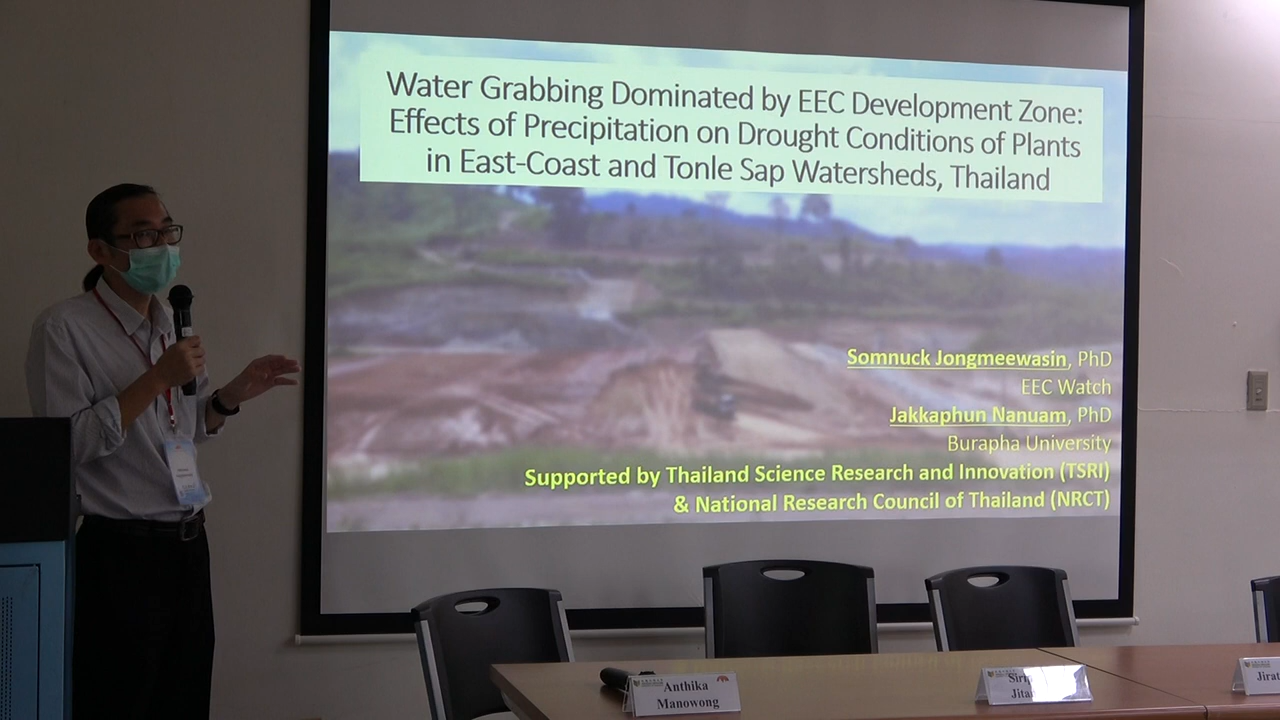 Water Grabbing Dominated by EEC Development Zone:
Effects of Precipitation on Drought Conditions of Plants
in East-Coast and Tonle Sap Watersheds, Thailand
Somnuck Jongmeewasin, PhD
EEC Watch
Jakkaphun Nanuam, PhD
Burapha University
Supported by Thailand Science Research and Innovation (TSRI)
& National Research Council of Thailand (NRCT)
Anthika
Manowong